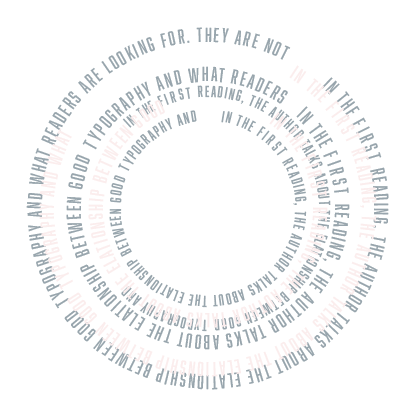 IN THE FIRST READING, THE AUTHOR TALKS ABOUT THE ELATIONSHIP BETWEEN GOOD TYPOGRAPHY AND WHAT READERS ARE LOOKING FOR. THEY ARE NOT
IN THE FIRST READING, THE AUTHOR TALKS ABOUT THE ELATIONSHIP BETWEEN GOOD TYPOGRAPHY AND WHAT READERS
IN THE FIRST READING, THE AUTHOR TALKS ABOUT THE ELATIONSHIP BETWEEN GOOD TYPOGRAPHY AND
IN THE FIRST READING, THE AUTHOR TALKS ABOUT THE ELATIONSHIP BETWEEN GOOD TYPOGRAPHY AND